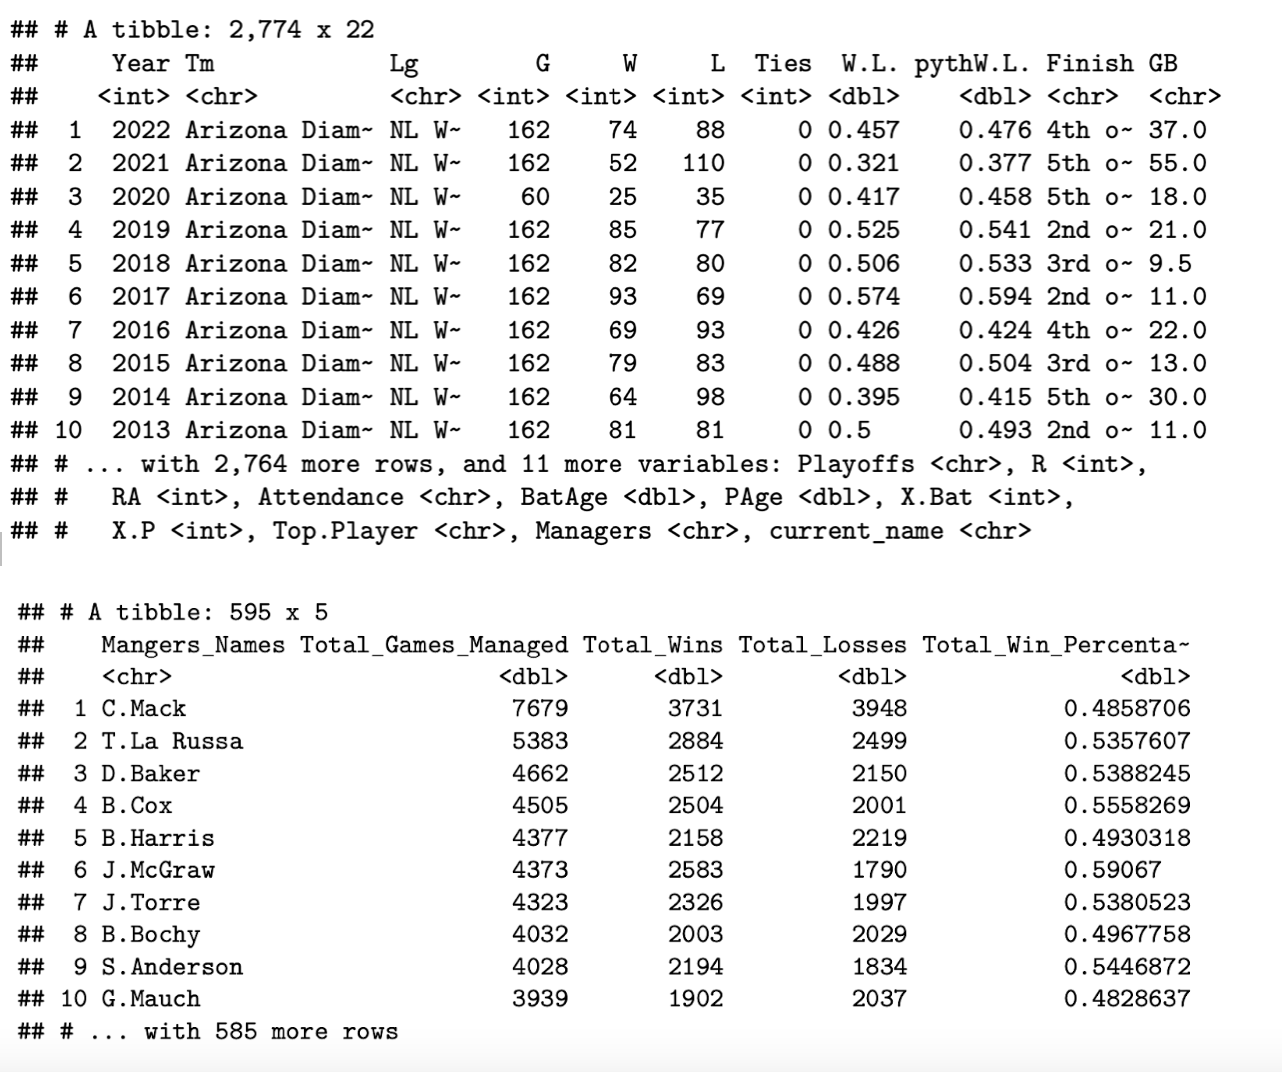 ## # A tibble: 2,774 x 22
##     Year Tm          Lg        G     W     L  Ties  W.L. pythW.L. Finish GB
##    <int> <chr>       <chr> <int> <int> <int> <int> <dbl>    <dbl> <chr>  <chr>
##  1  2022 Arizona Diam~ NL W~   162    74    88     0 0.457    0.476 4th o~ 37.0
##  2  2021 Arizona Diam~ NL W~   162    52   110     0 0.321    0.377 5th o~ 55.0
##  3  2020 Arizona Diam~ NL W~    60    25    35     0 0.417    0.458 5th o~ 18.0
##  4  2019 Arizona Diam~ NL W~   162    85    77     0 0.525    0.541 2nd o~ 21.0
##  5  2018 Arizona Diam~ NL W~   162    82    80     0 0.506    0.533 3rd o~ 9.5
##  6  2017 Arizona Diam~ NL W~   162    93    69     0 0.574    0.594 2nd o~ 11.0
##  7  2016 Arizona Diam~ NL W~   162    69    93     0 0.426    0.424 4th o~ 22.0
##  8  2015 Arizona Diam~ NL W~   162    79    83     0 0.488    0.504 3rd o~ 13.0
##  9  2014 Arizona Diam~ NL W~   162    64    98     0 0.395    0.415 5th o~ 30.0
## 10  2013 Arizona Diam~ NL W~   162    81    81     0 0.5      0.493 2nd o~ 11.0
## # ... with 2,764 more rows, and 11 more variables: Playoffs <chr>, R <int>,
## #   RA <int>, Attendance <chr>, BatAge <dbl>, PAge <dbl>, X.Bat <int>,
## #   X.P <int>, Top.Player <chr>, Managers <chr>, current_name <chr>
## # A tibble: 595 x 5
##    Mangers_Names Total_Games_Managed Total_Wins Total_Losses Total_Win_Percenta~
##    <chr>                       <dbl>      <dbl>        <dbl>               <dbl>
##  1 C.Mack                       7679       3731         3948           0.4858706
##  2 T.La Russa                   5383       2884         2499           0.5357607
##  3 D.Baker                      4662       2512         2150           0.5388245
##  4 B.Cox                        4505       2504         2001           0.5558269
##  5 B.Harris                     4377       2158         2219           0.4930318
##  6 J.McGraw                     4373       2583         1790           0.59067
##  7 J.Torre                      4323       2326         1997           0.5380523
##  8 B.Bochy                      4032       2003         2029           0.4967758
##  9 S.Anderson                   4028       2194         1834           0.5446872
## 10 G.Mauch                      3939       1902         2037           0.4828637
## # ... with 585 more rows